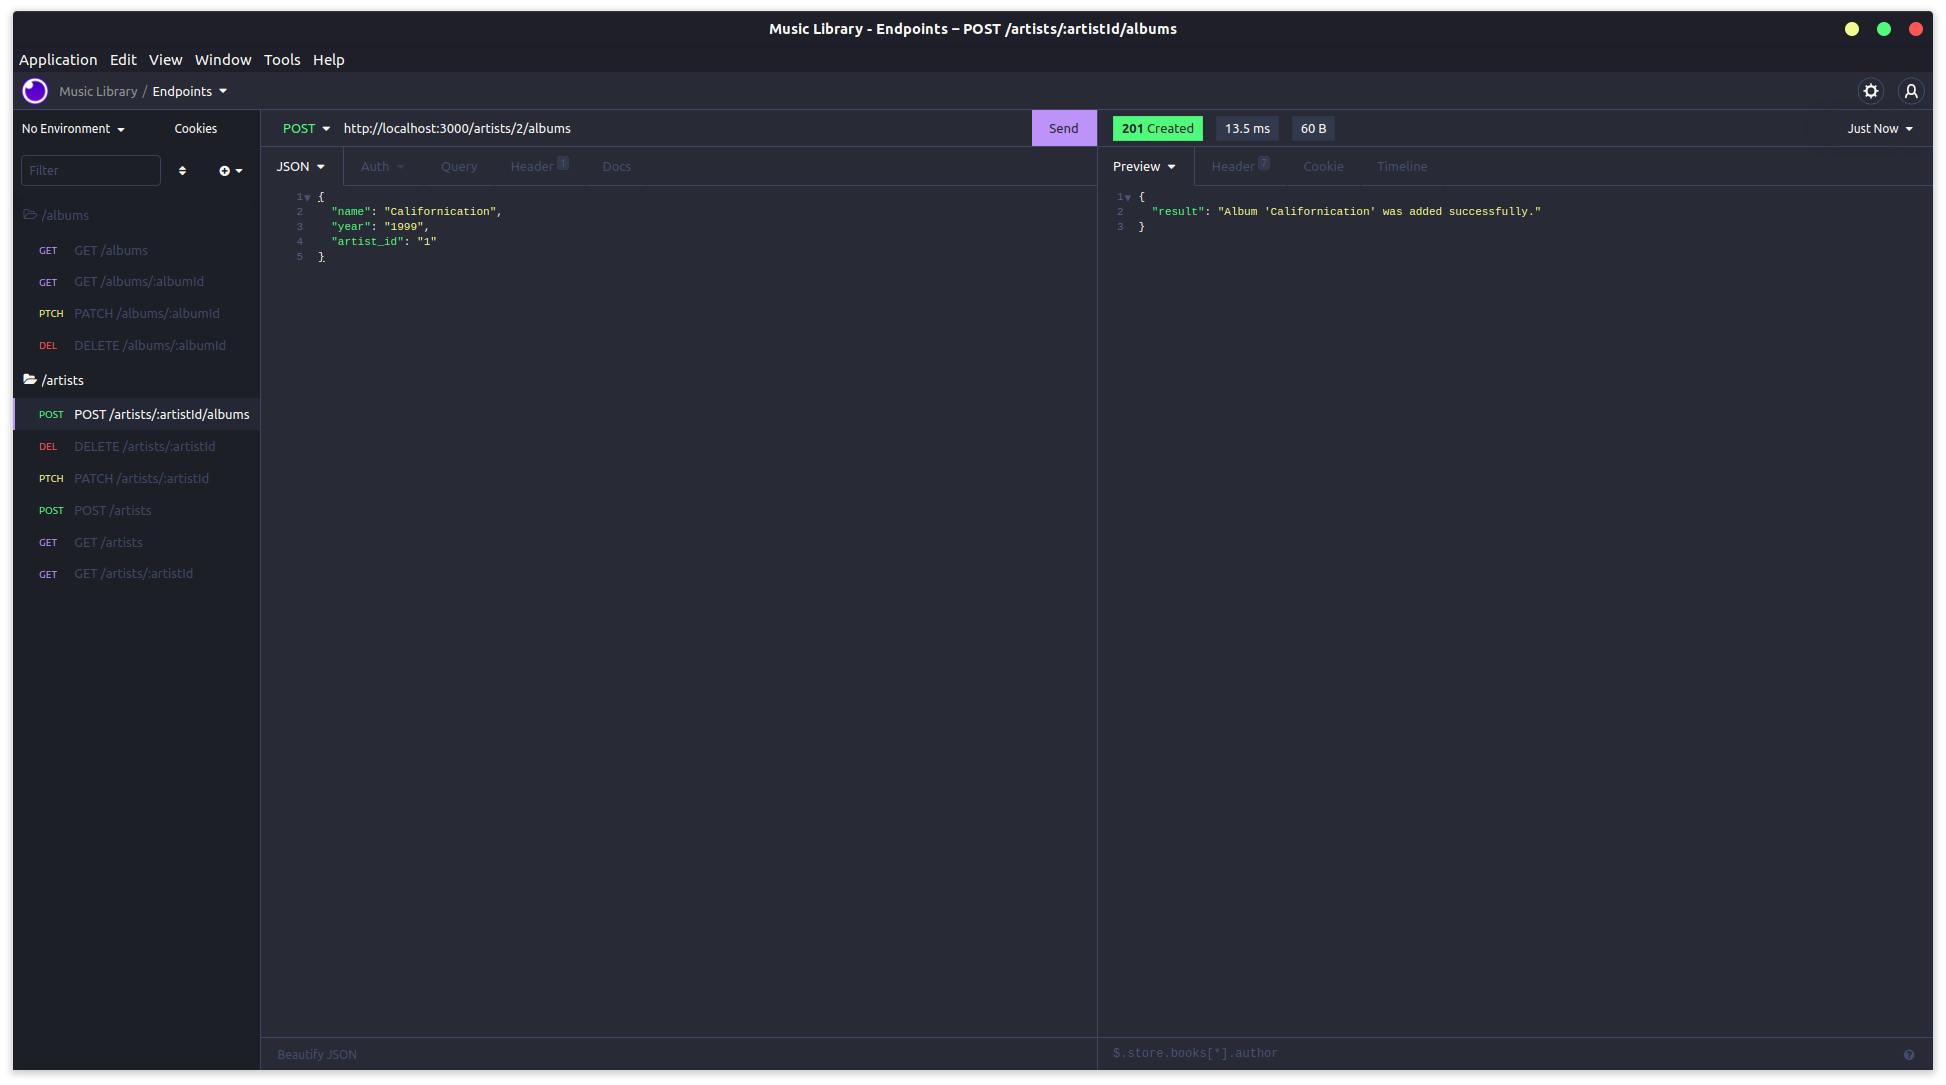 Music Library - Endpoints – POST /artists/:artistId/albums
Application Edit View Window Tools Help
Music Library / Endpoints
No Environment Cookies
Filter
/albums
GET GET /albums
GET GET /albums/:albumId
PTCH PATCH /albums/:albumId
DEL DELETE /albums/:albumId
/artists
POST POST /artists/:artistId/albums
DEL DELETE /artists/:artistId
PTCH PATCH /artists/:artistId
POST POST /artists
GET GET /artists
GET GET /artists/:artistId
POST http://localhost:3000/artists/2/albums Send
JSON Auth Query Header 1 Docs
1 {
2 "name": "Californication",
3 "year": "1999",
4 "artist_id": "1"
5 }
Beautify JSON
201 Created 13.5 ms 60 B Just Now
Preview Header 7 Cookie Timeline
1 {
2 "result": "Album 'Californication' was added successfully."
3 }
$.store.books[*].author